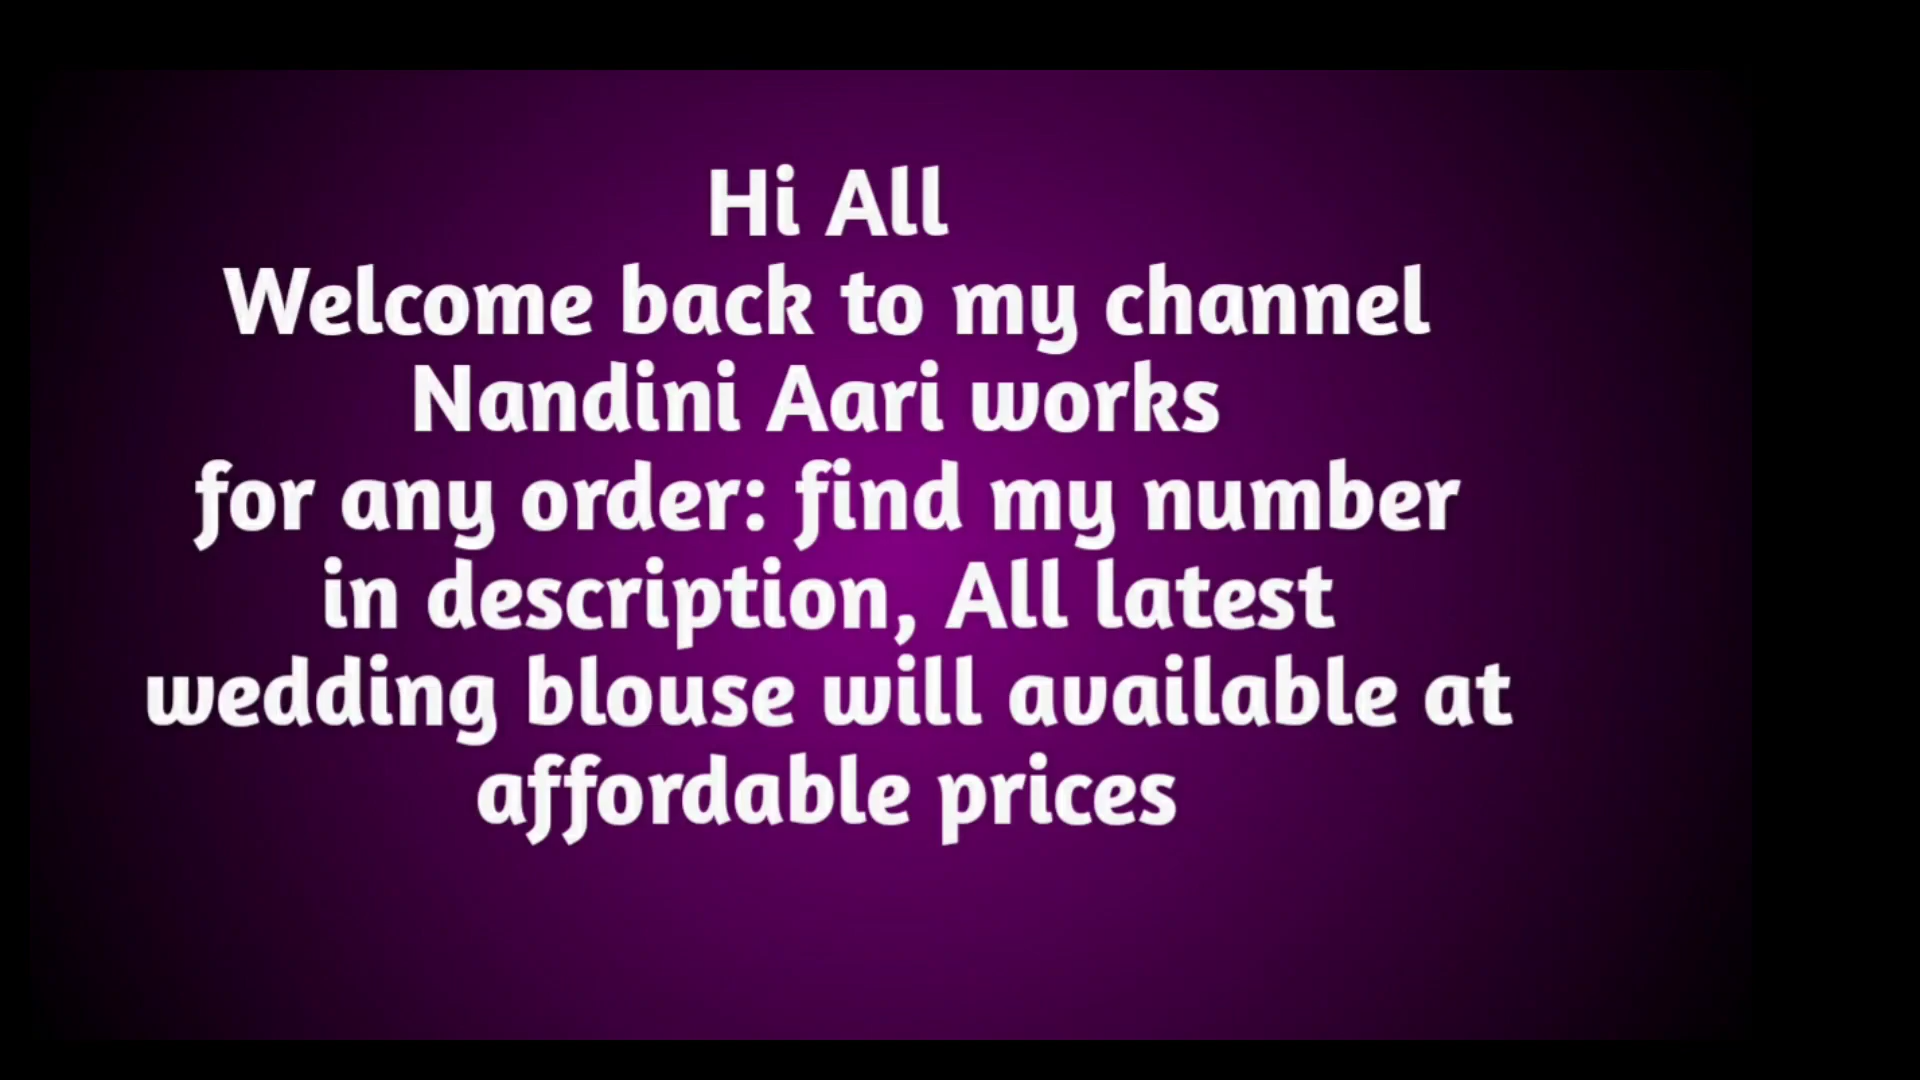 Hi All
Welcome back to my channel
Nandini Aari works
for any order: find my number
in description, All latest
wedding blouse will available at
affordable prices